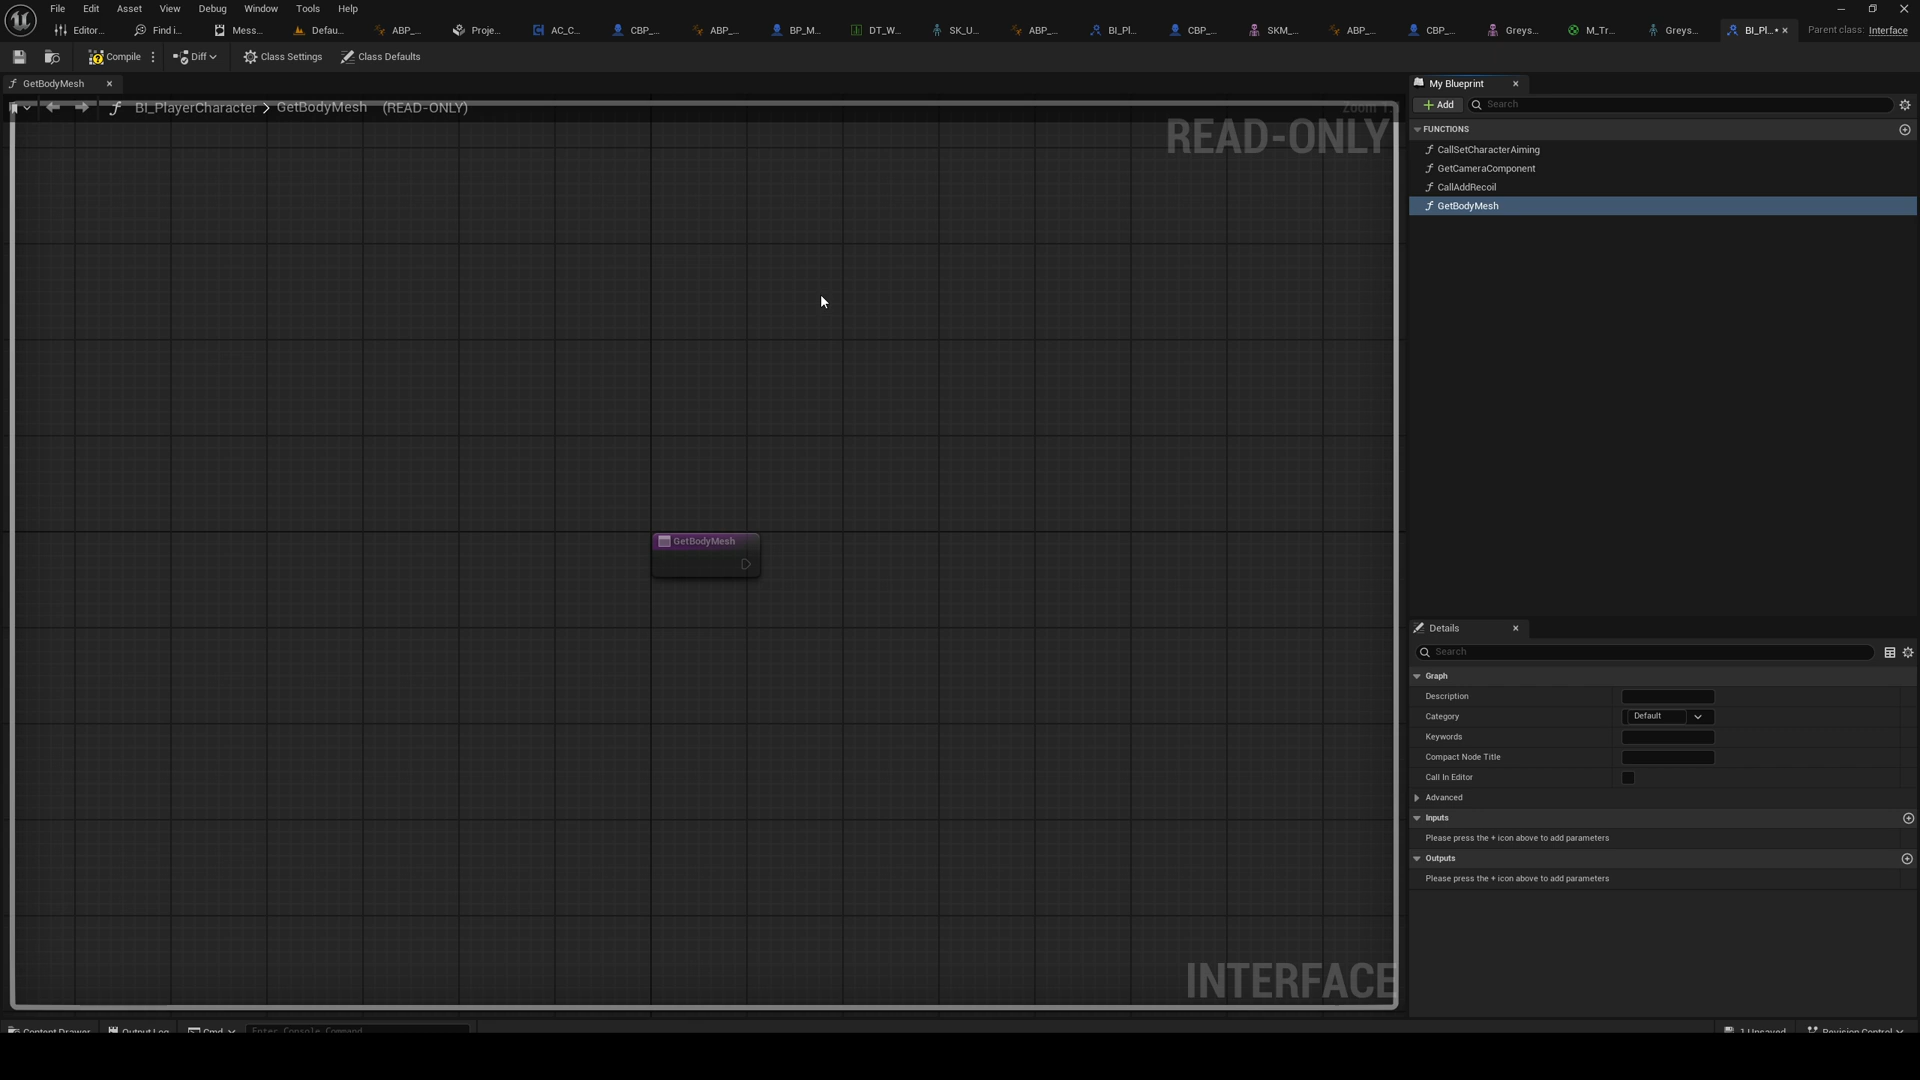 File Edit Asset View Debug Window Tools Help
Editor... Find i... Mess... Defau... ABP_... Proje... AC_C... CBP_... ABP_... BP_M... DT_W... SK_U... ABP_... BI_Pl... CBP_... SKM_... ABP_... CBP_... Greys... M_Tr... Greys... BI_Pl... Parent class: Interface
Compile Diff Class Settings Class Defaults
GetBodyMesh
BI_PlayerCharacter > GetBodyMesh (READ-ONLY)
READ-ONLY
GetBodyMesh
INTERFACE
My Blueprint
+ Add Search
FUNCTIONS
CallSetCharacterAiming
GetCameraComponent
CallAddRecoil
GetBodyMesh
Details
Search
Graph
Description
Category Default
Keywords
Compact Node Title
Call In Editor
Advanced
Inputs
Please press the + icon above to add parameters
Outputs
Please press the + icon above to add parameters
Content Drawer Output Log Cmd Enter Console Command 1 Unsaved Revision Control